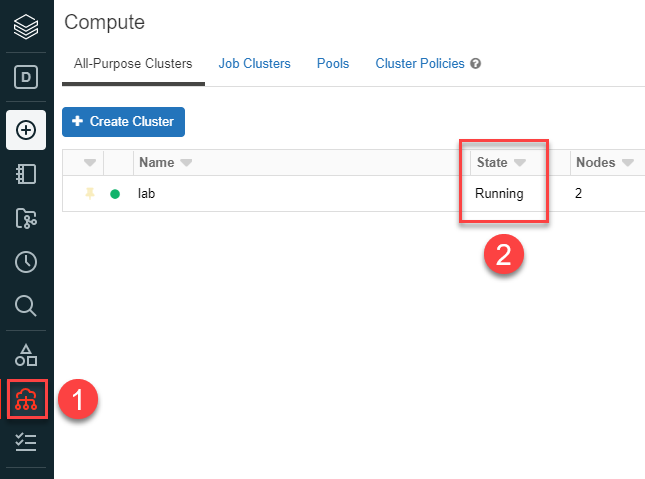 Compute
D
All-Purpose Clusters Job Clusters Pools Cluster Policies ?
+ Create Cluster
Name State Nodes
lab Running 2
2
1